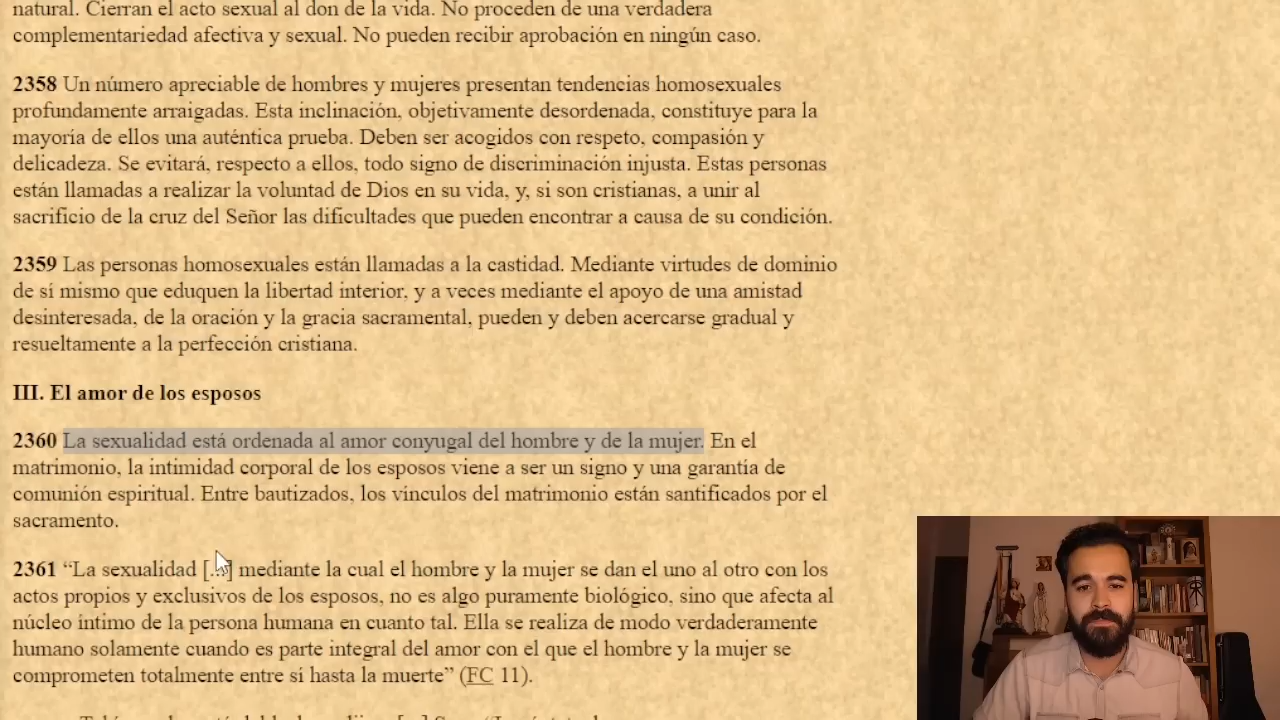 natural. Cierran el acto sexual al don de la vida. No proceden de una verdadera
complementariedad afectiva y sexual. No pueden recibir aprobación en ningún caso.
2358 Un número apreciable de hombres y mujeres presentan tendencias homosexuales
profundamente arraigadas. Esta inclinación, objetivamente desordenada, constituye para la
mayoría de ellos una auténtica prueba. Deben ser acogidos con respeto, compasión y
delicadeza. Se evitará, respecto a ellos, todo signo de discriminación injusta. Estas personas
están llamadas a realizar la voluntad de Dios en su vida, y, si son cristianas, a unir al
sacrificio de la cruz del Señor las dificultades que pueden encontrar a causa de su condición.
2359 Las personas homosexuales están llamadas a la castidad. Mediante virtudes de dominio
de sí mismo que eduquen la libertad interior, y a veces mediante el apoyo de una amistad
desinteresada, de la oración y la gracia sacramental, pueden y deben acercarse gradual y
resueltamente a la perfección cristiana.
III. El amor de los esposos
2360 La sexualidad está ordenada al amor conyugal del hombre y de la mujer. En el
matrimonio, la intimidad corporal de los esposos viene a ser un signo y una garantía de
comunión espiritual. Entre bautizados, los vínculos del matrimonio están santificados por el
sacramento.
2361 “La sexualidad [...] mediante la cual el hombre y la mujer se dan el uno al otro con los
actos propios y exclusivos de los esposos, no es algo puramente biológico, sino que afecta al
núcleo íntimo de la persona humana en cuanto tal. Ella se realiza de modo verdaderamente
humano solamente cuando es parte integral del amor con el que el hombre y la mujer se
comprometen totalmente entre sí hasta la muerte” (FC 11).